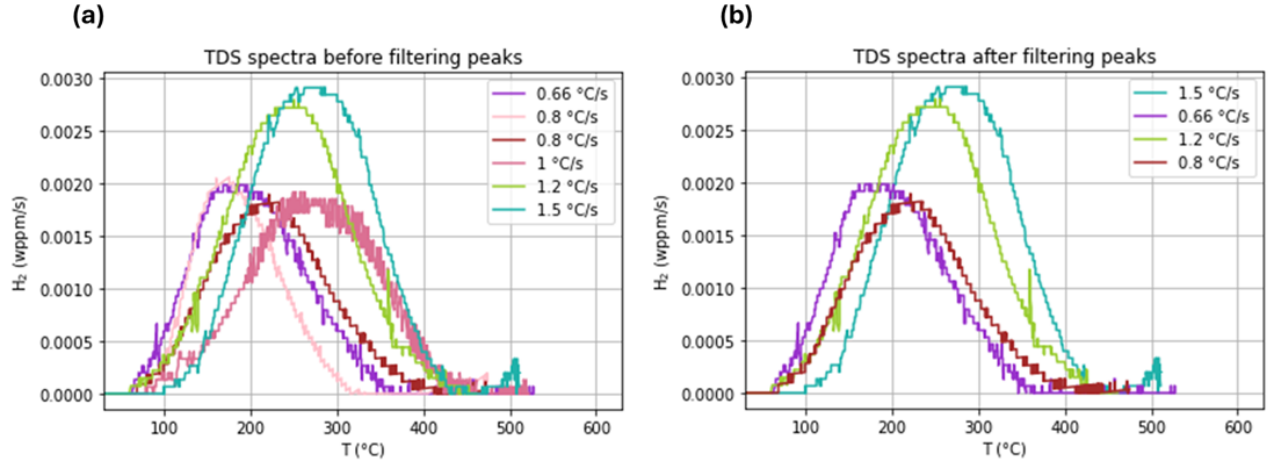 (a)
TDS spectra before filtering peaks
0.0030
0.0025
0.0020
0.0015
0.0010
0.0005
0.0000
H₂ (wppm/s)
0.66 °C/s
0.8 °C/s
0.8 °C/s
1 °C/s
1.2 °C/s
1.5 °C/s
100 200 300 400 500 600
T (°C)
(b)
TDS spectra after filtering peaks
0.0030
0.0025
0.0020
0.0015
0.0010
0.0005
0.0000
H₂ (wppm/s)
1.5 °C/s
0.66 °C/s
1.2 °C/s
0.8 °C/s
100 200 300 400 500 600
T (°C)